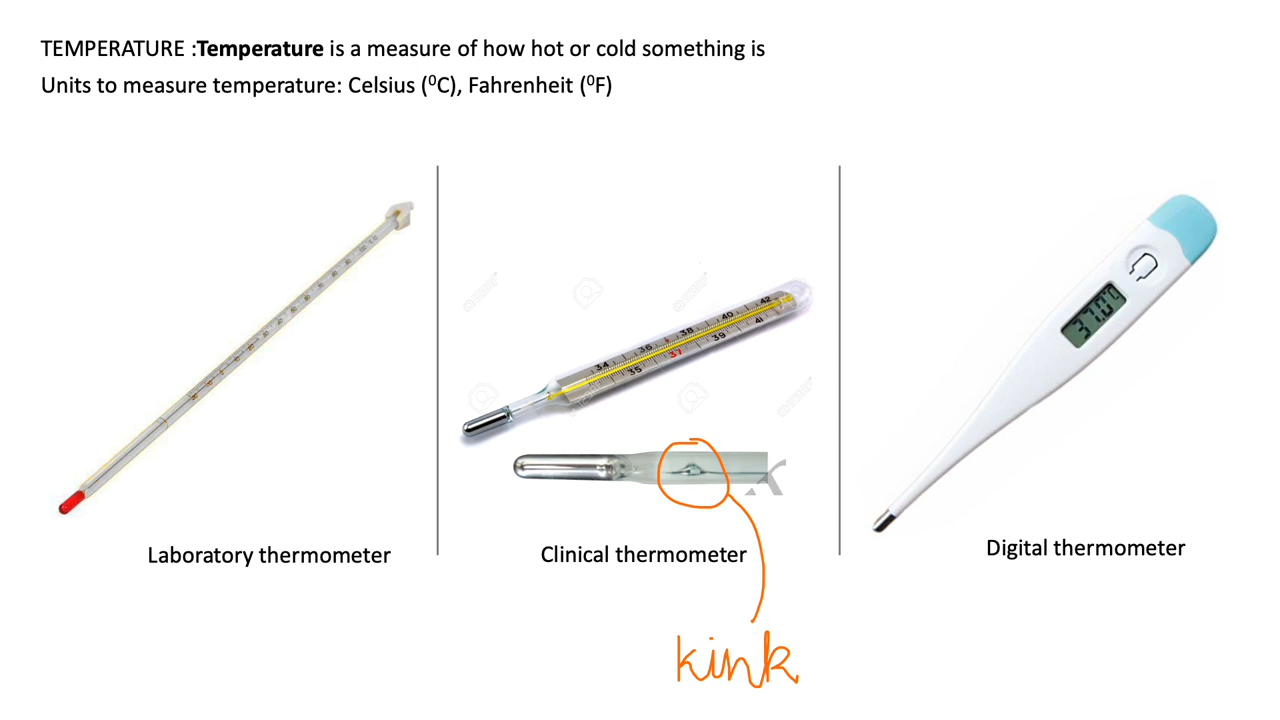 TEMPERATURE :Temperature is a measure of how hot or cold something is
Units to measure temperature: Celsius (⁰C), Fahrenheit (⁰F)
34 36 38 40 42
35 37 39 41
37.0°C
Laboratory thermometer
Clinical thermometer
Digital thermometer
kink